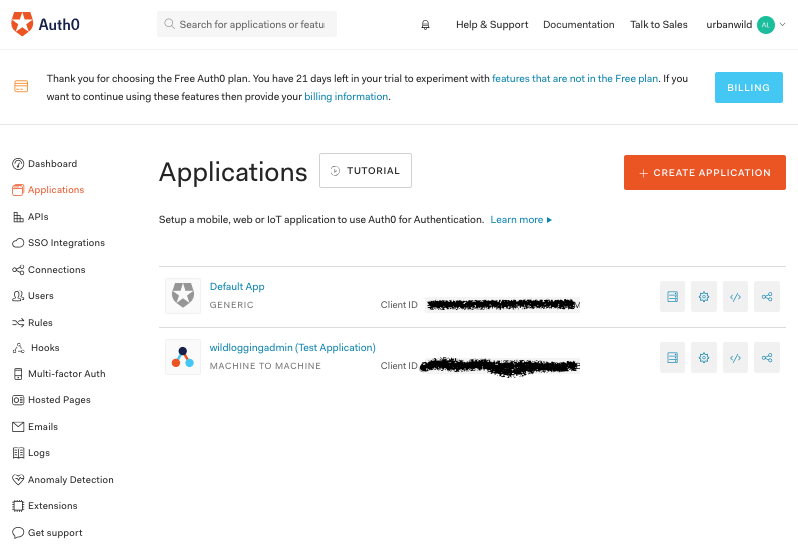 Auth0
Search for applications or featu
Help & Support
Documentation
Talk to Sales
urbanwild
AL
Thank you for choosing the Free Auth0 plan. You have 21 days left in your trial to experiment with features that are not in the Free plan. If you
want to continue using these features then provide your billing information.
BILLING
Dashboard
Applications
APIs
SSO Integrations
Connections
Users
Rules
Hooks
Multi-factor Auth
Hosted Pages
Emails
Logs
Anomaly Detection
Extensions
Get support
Applications
TUTORIAL
CREATE APPLICATION
Setup a mobile, web or IoT application to use Auth0 for Authentication. Learn more
Default App
GENERIC
Client ID
wildloggingadmin (Test Application)
MACHINE TO MACHINE
Client ID